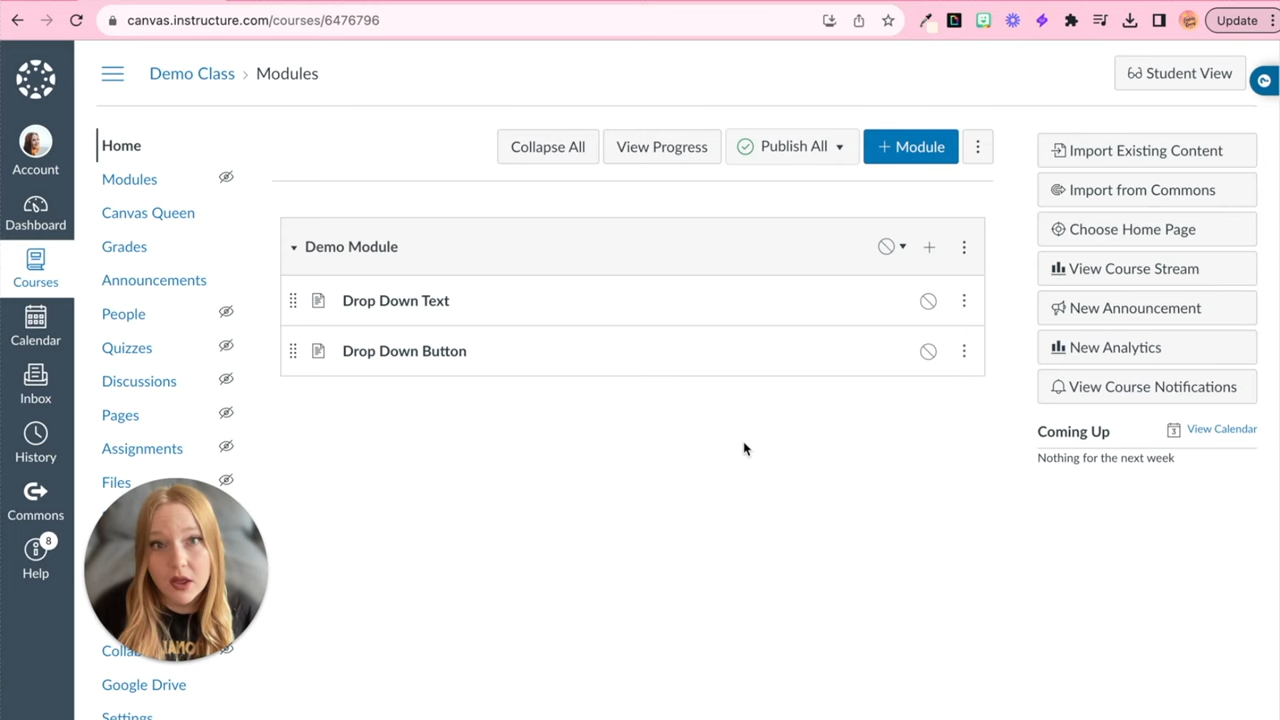 canvas.instructure.com/courses/6476796
Update
Demo Class › Modules
Student View
Account
Dashboard
Courses
Calendar
Inbox
History
Commons
8
Help
Home
Modules
Canvas Queen
Grades
Announcements
People
Quizzes
Discussions
Pages
Assignments
Files
Google Drive
Settings
Collapse All
View Progress
Publish All
+ Module
Demo Module
Drop Down Text
Drop Down Button
Import Existing Content
Import from Commons
Choose Home Page
View Course Stream
New Announcement
New Analytics
View Course Notifications
Coming Up
3 View Calendar
Nothing for the next week